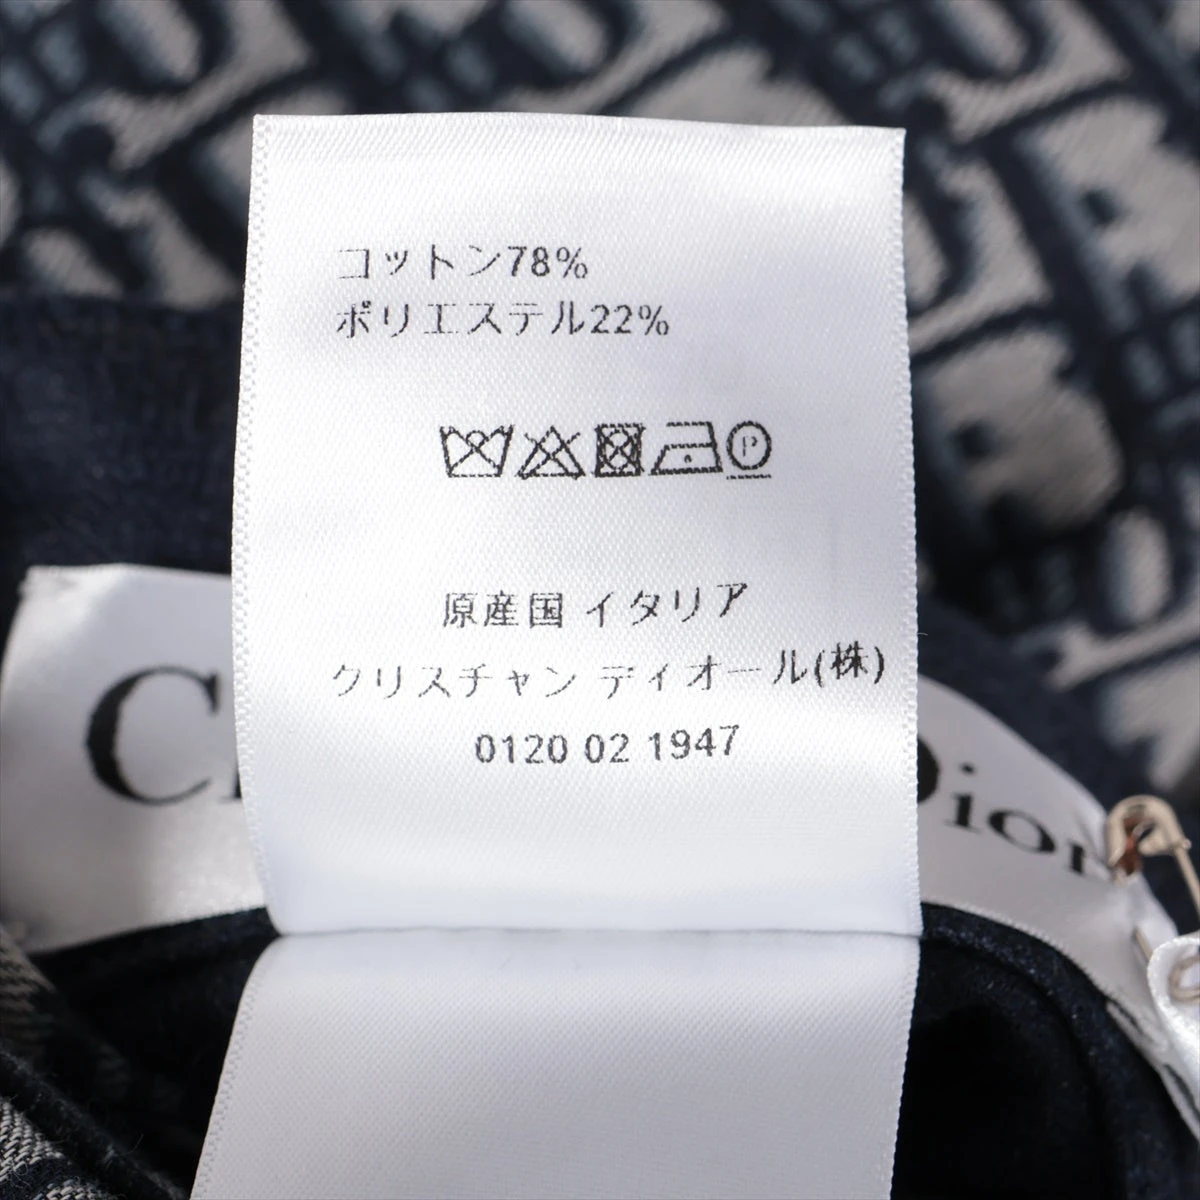 コットン78%
ポリエステル22%
P
原産国 イタリア
クリスチャン ディオール(株)
0120 02 1947
Dior